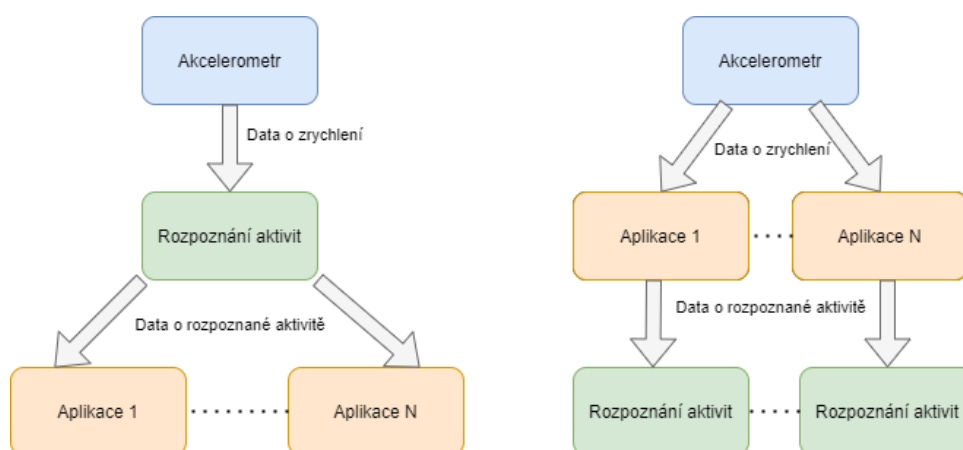 Akcelerometr
Data o zrychlení
Rozpoznání aktivit
Data o rozpoznané aktivitě
Aplikace 1
Aplikace N
Akcelerometr
Data o zrychlení
Aplikace 1
Aplikace N
Data o rozpoznané aktivitě
Rozpoznání aktivit
Rozpoznání aktivit